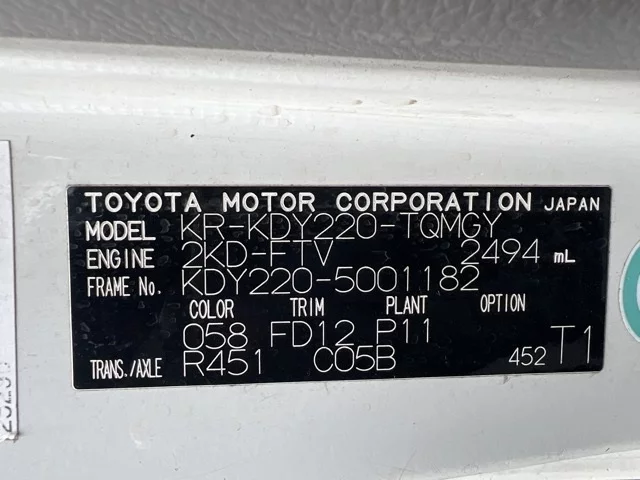 TOYOTA MOTOR CORPORATION JAPAN
MODEL KR-KDY220-TQMGY
ENGINE 2KD-FTV 2494 mL
FRAME No. KDY220-5001182
COLOR TRIM PLANT OPTION
058 FD12 P11
TRANS./AXLE R451 C05B 452 T1